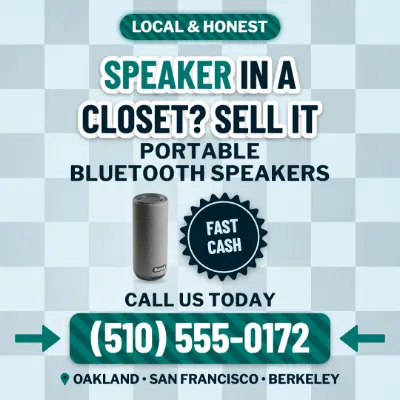 LOCAL & HONEST
SPEAKER IN A
CLOSET? SELL IT
PORTABLE
BLUETOOTH SPEAKERS
FAST
CASH
CALL US TODAY
(510) 555-0172
OAKLAND • SAN FRANCISCO • BERKELEY